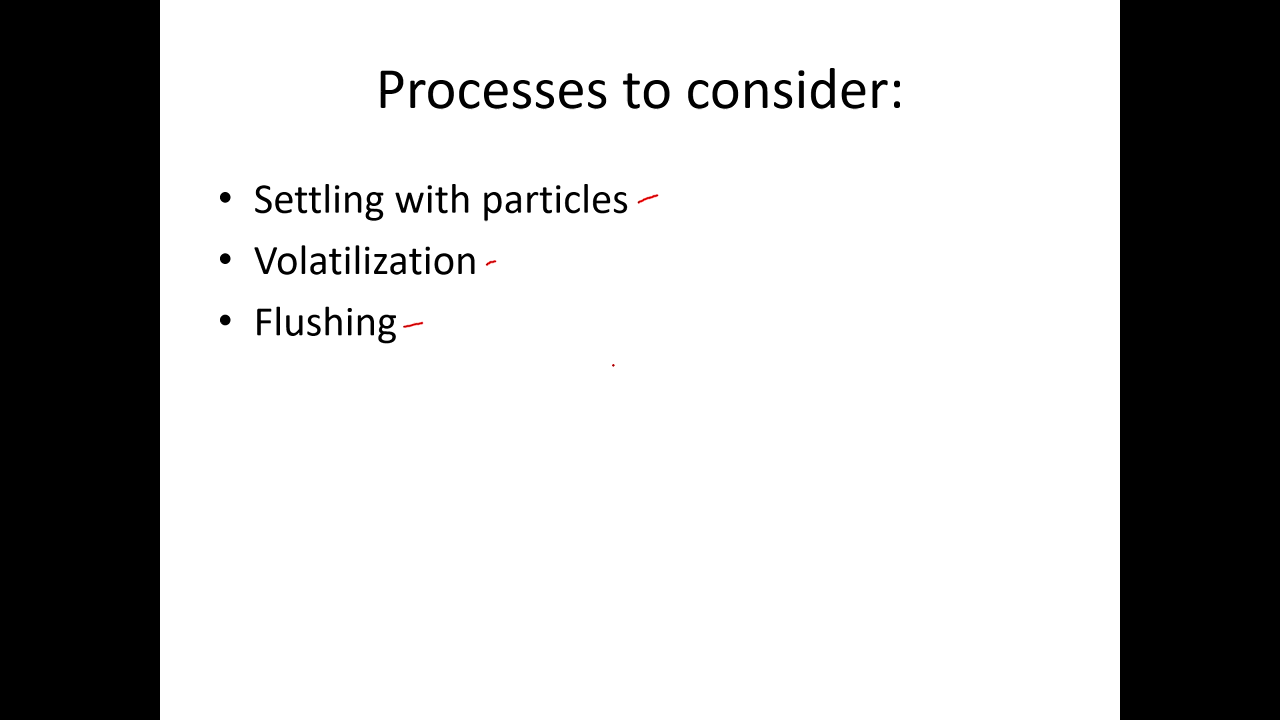 Processes to consider:
• Settling with particles
• Volatilization
• Flushing